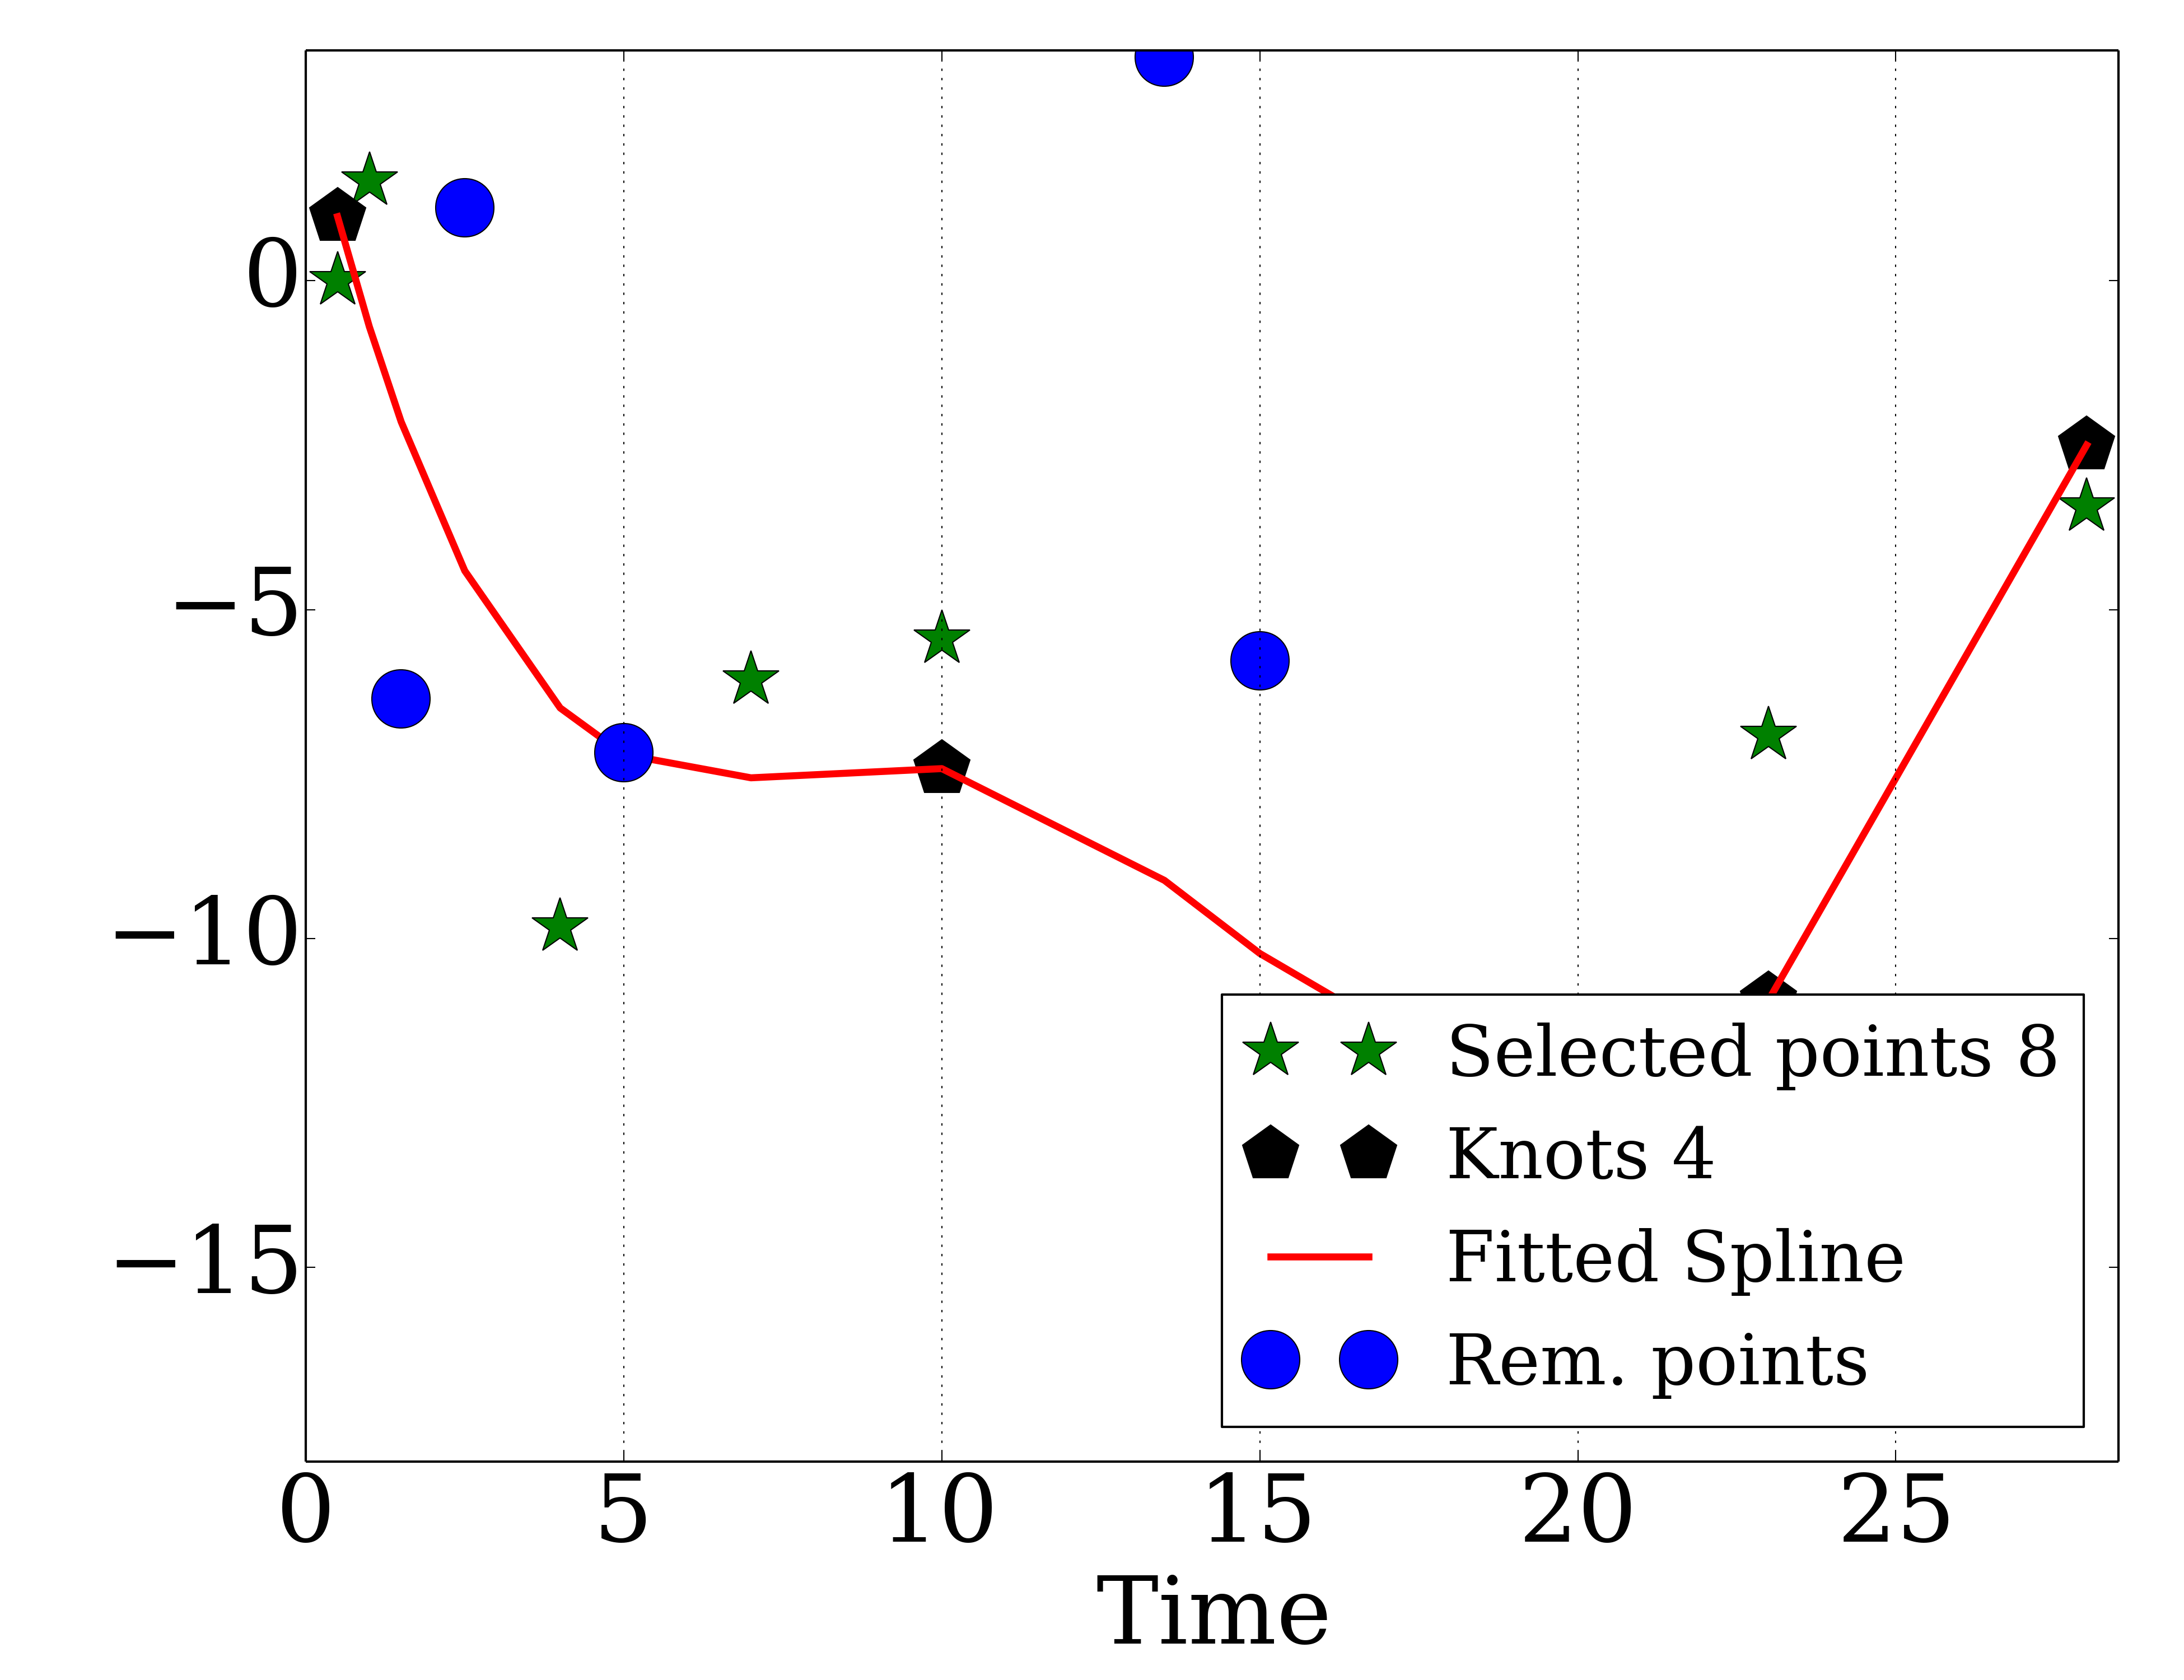 0
−5
−10
−15
Selected points 8
Knots 4
Fitted Spline
Rem. points
0 5 10 15 20 25
Time